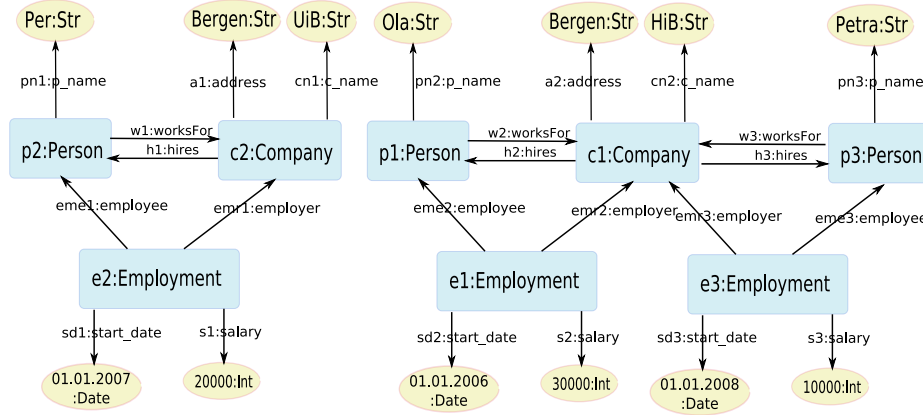 Per:Str
Bergen:Str
UiB:Str
Ola:Str
Bergen:Str
HiB:Str
Petra:Str
pn1:p_name
a1:address
cn1:c_name
pn2:p_name
a2:address
cn2:c_name
pn3:p_name
p2:Person
w1:worksFor
h1:hires
c2:Company
p1:Person
w2:worksFor
h2:hires
c1:Company
w3:worksFor
h3:hires
p3:Person
eme1:employee
emr1:employer
eme2:employee
emr2:employer
emr3:employer
eme3:employee
e2:Employment
e1:Employment
e3:Employment
sd1:start_date
s1:salary
sd2:start_date
s2:salary
sd3:start_date
s3:salary
01.01.2007
:Date
20000:Int
01.01.2006
:Date
30000:Int
01.01.2008
:Date
10000:Int